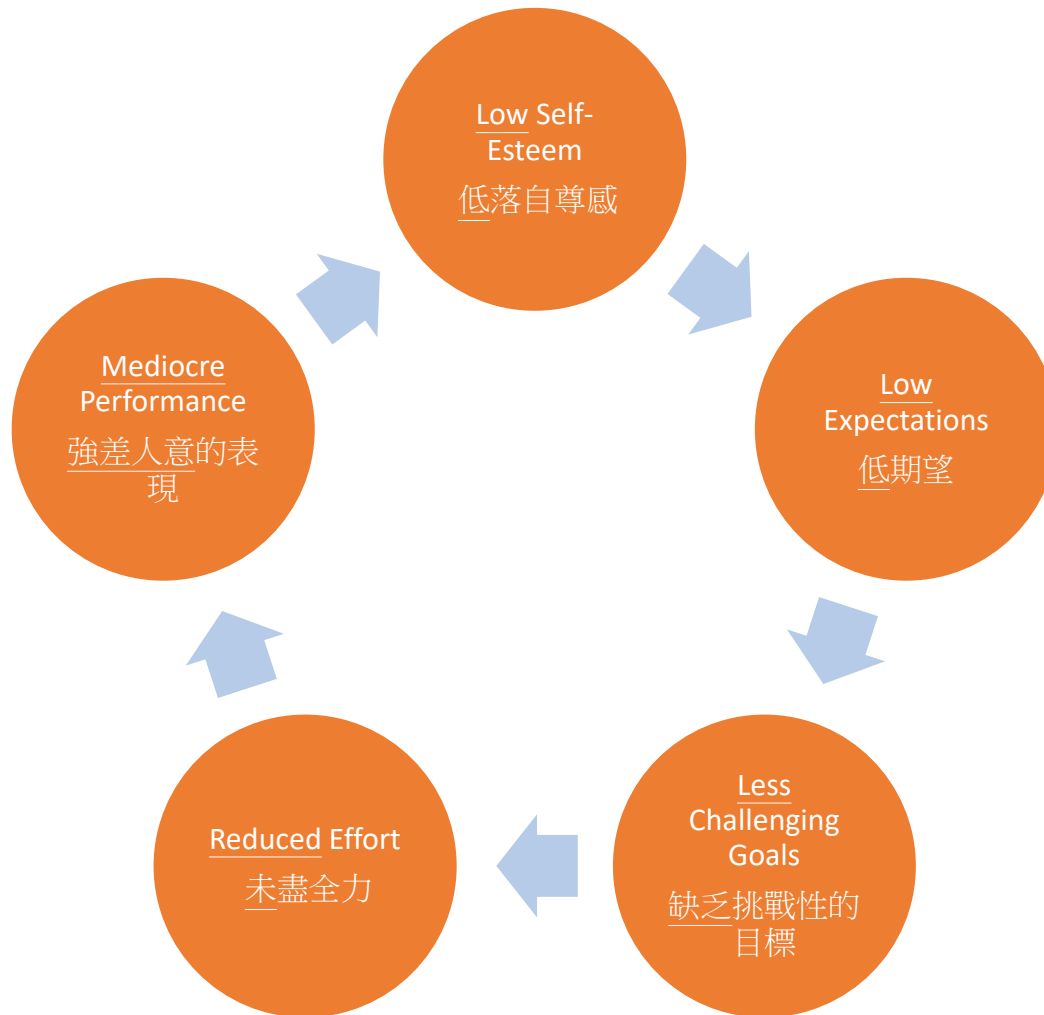 Low Self-
Esteem
低落自尊感
Low
Expectations
低期望
Less
Challenging
Goals
缺乏挑戰性的
目標
Reduced Effort
未盡全力
Mediocre
Performance
強差人意的表
現